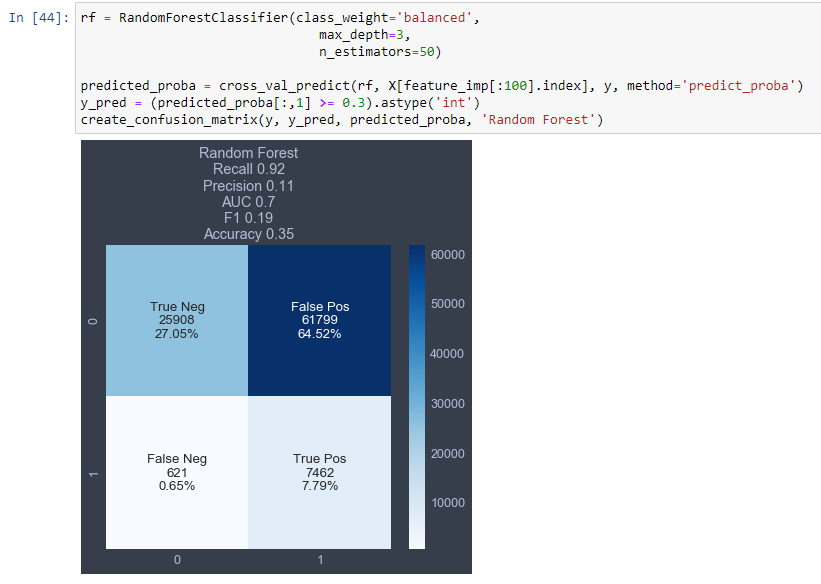 In [44]: rf = RandomForestClassifier(class_weight='balanced',
max_depth=3,
n_estimators=50)
predicted_proba = cross_val_predict(rf, X[feature_imp[:100].index], y, method='predict_proba')
y_pred = (predicted_proba[:,1] >= 0.3).astype('int')
create_confusion_matrix(y, y_pred, predicted_proba, 'Random Forest')
Random Forest
Recall 0.92
Precision 0.11
AUC 0.7
F1 0.19
Accuracy 0.35
0
True Neg
25908
27.05%
False Pos
61799
64.52%
1
False Neg
621
0.65%
True Pos
7462
7.79%
0
1
60000
50000
40000
30000
20000
10000